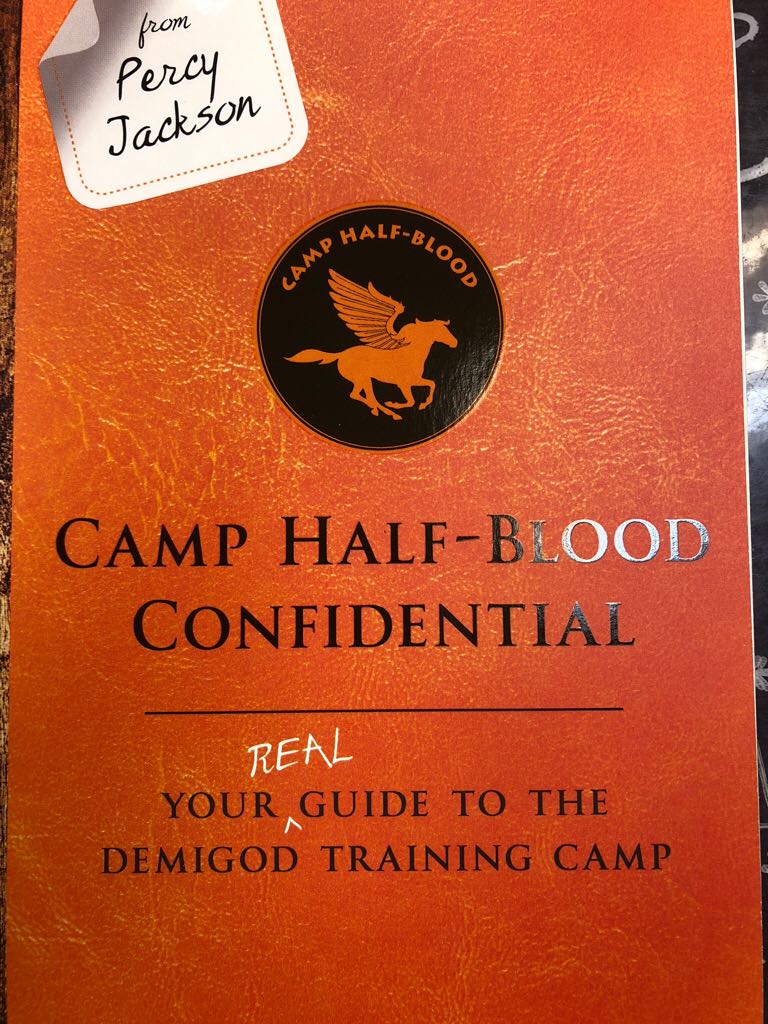 from
Percy
Jackson
CAMP HALF-BLOOD
CAMP HALF-BLOOD
CONFIDENTIAL
REAL
YOUR ^ GUIDE TO THE
DEMIGOD TRAINING CAMP